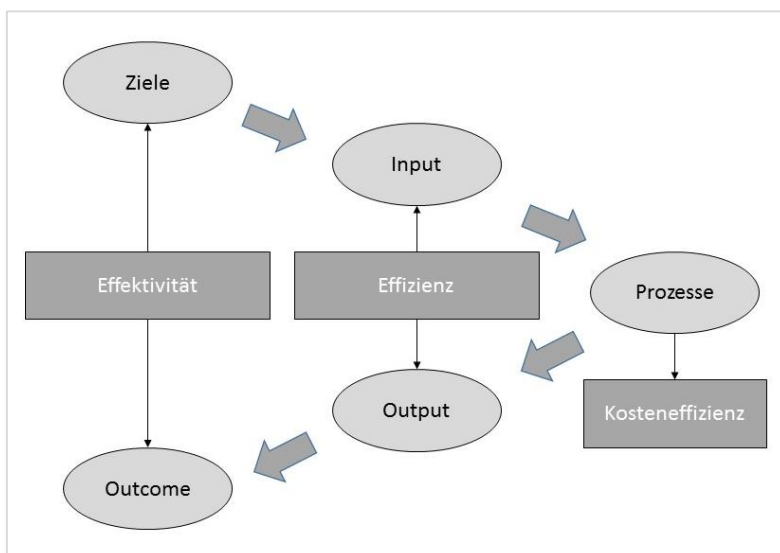 Ziele
Input
Effektivität
Effizienz
Prozesse
Output
Kosteneffizienz
Outcome